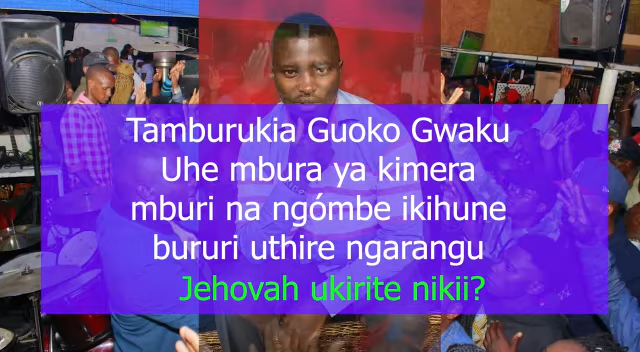 Tamburukia Guoko Gwaku
Uhe mbura ya kimera
mburi na ngómbe ikihune
bururi uthire ngarangu
Jehovah ukirite nikii?